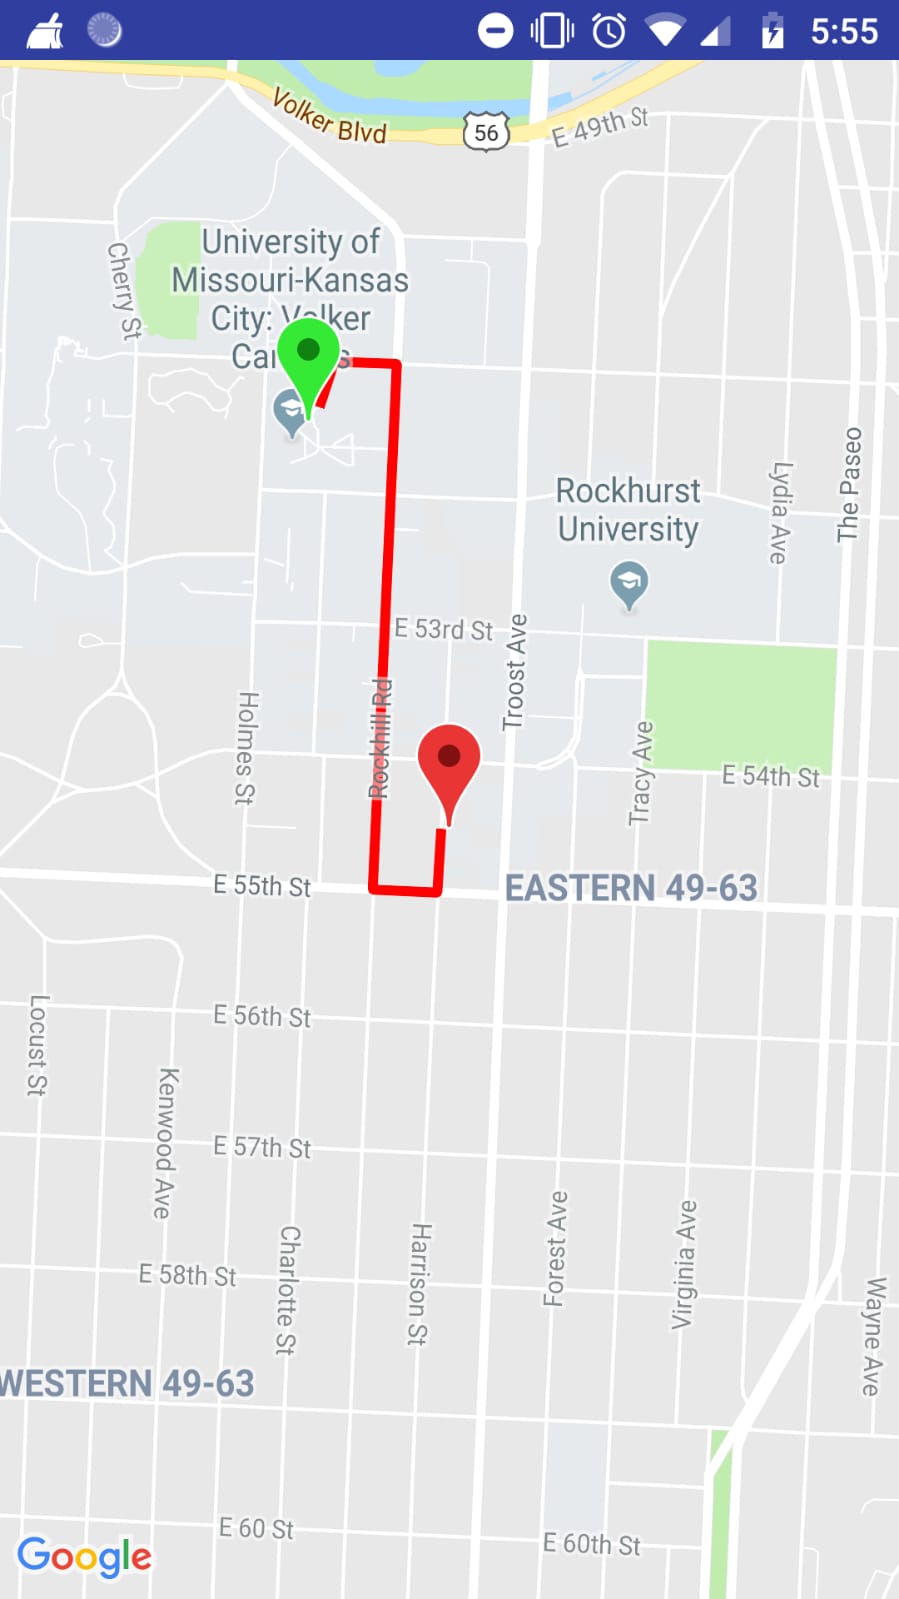 5:55
Volker Blvd
56
E 49th St
University of
Missouri-Kansas
City: Volker
Cherry St
Rockhurst
University
Lydia Ave
The Paseo
E 53rd St
Troost Ave
Holmes St
Rockhill Rd
Tracy Ave
E 54th St
E 55th St
EASTERN 49-63
E 56th St
Locust St
Kenwood Ave
E 57th St
Forest Ave
Virginia Ave
Charlotte St
Harrison St
E 58th St
Wayne Ave
WESTERN 49-63
E 60 St
E 60th St
Google